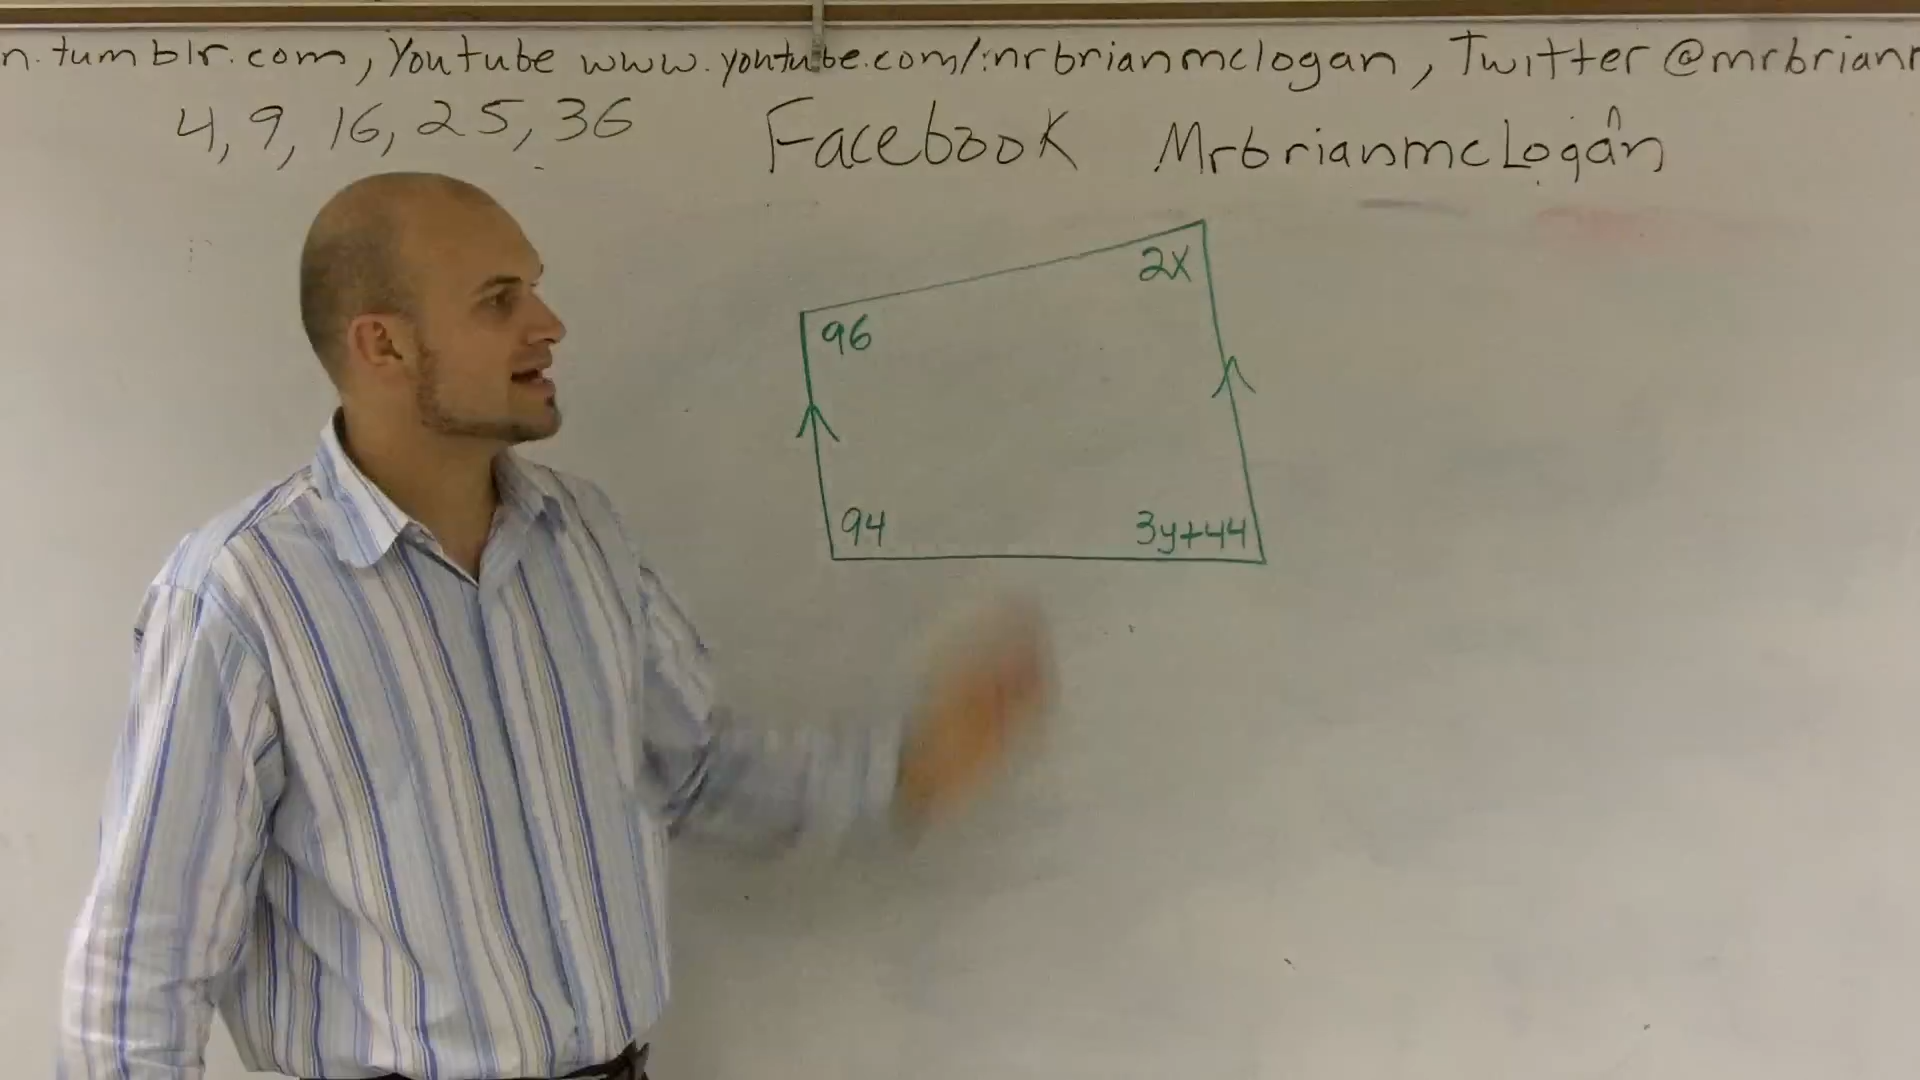 n.tumblr.com, Youtube www.youtube.com/mrbrianmclogan, Twitter @mrbrianm
4, 9, 16, 25, 36
Facebook MrbrianmcLogan
2x
96
94
3y+44